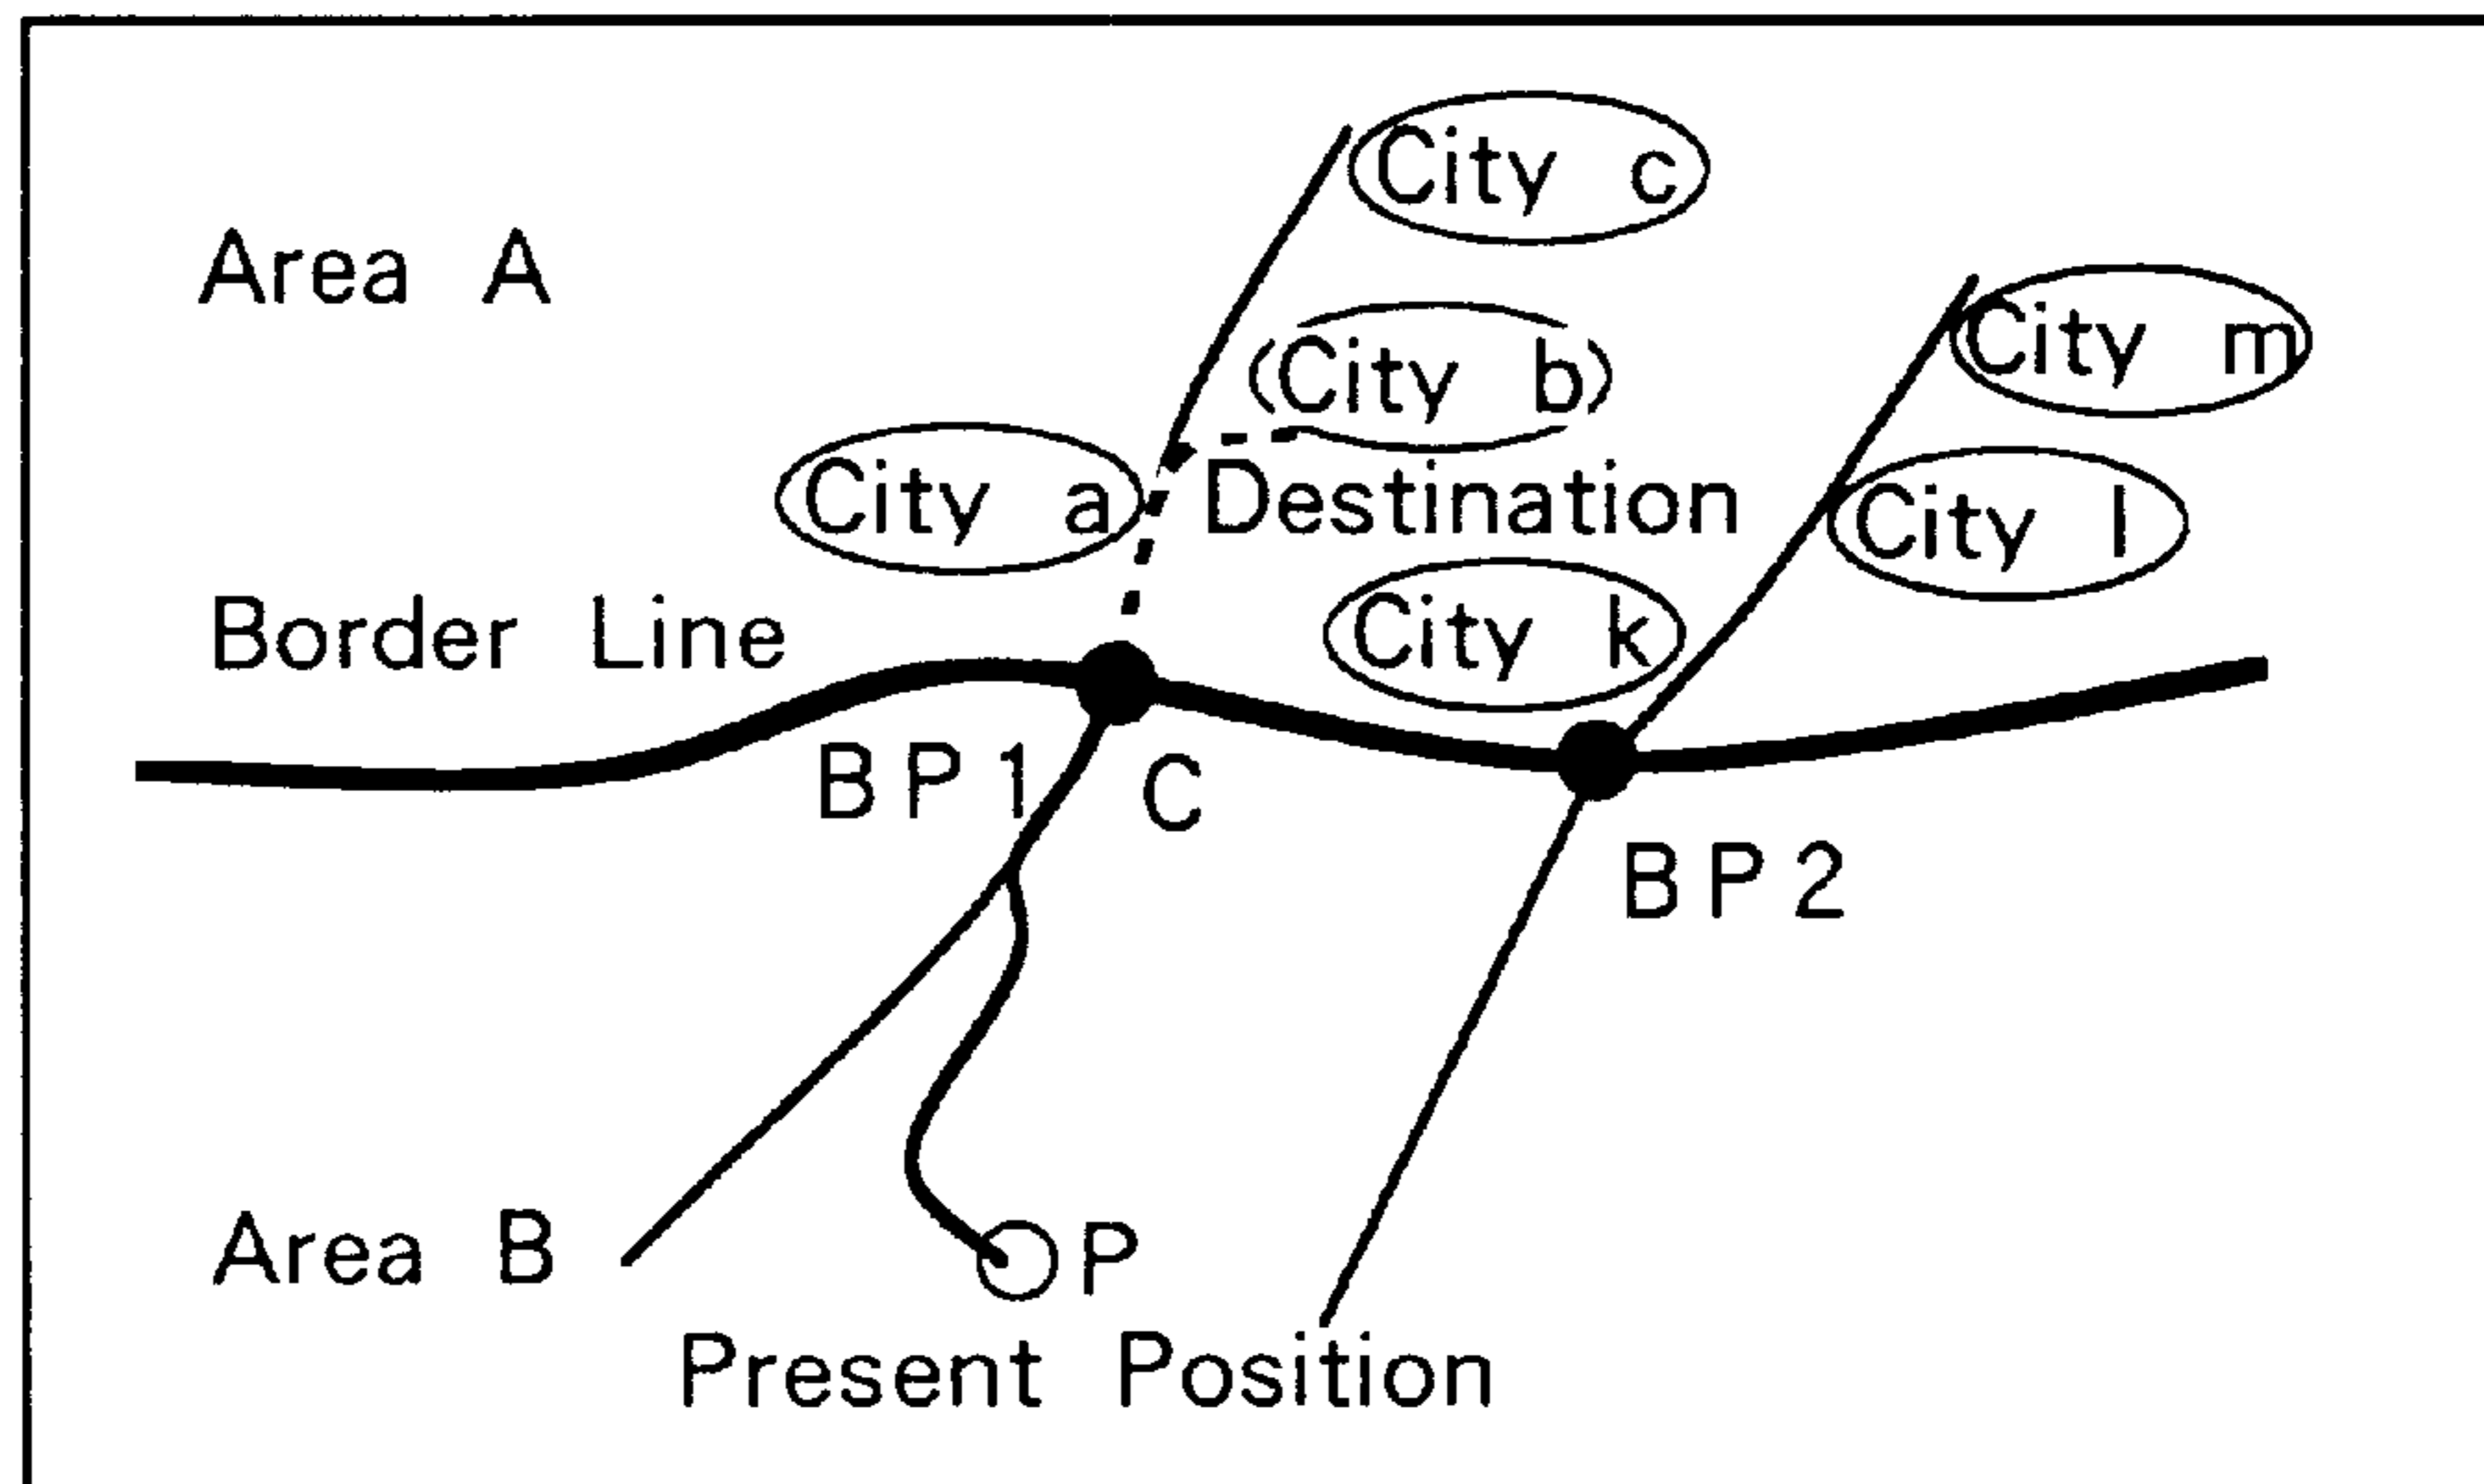 City c
Area A
City m
City b
City a
Destination
City l
Border Line
City k
BP1
C
BP2
Area B
P
Present Position